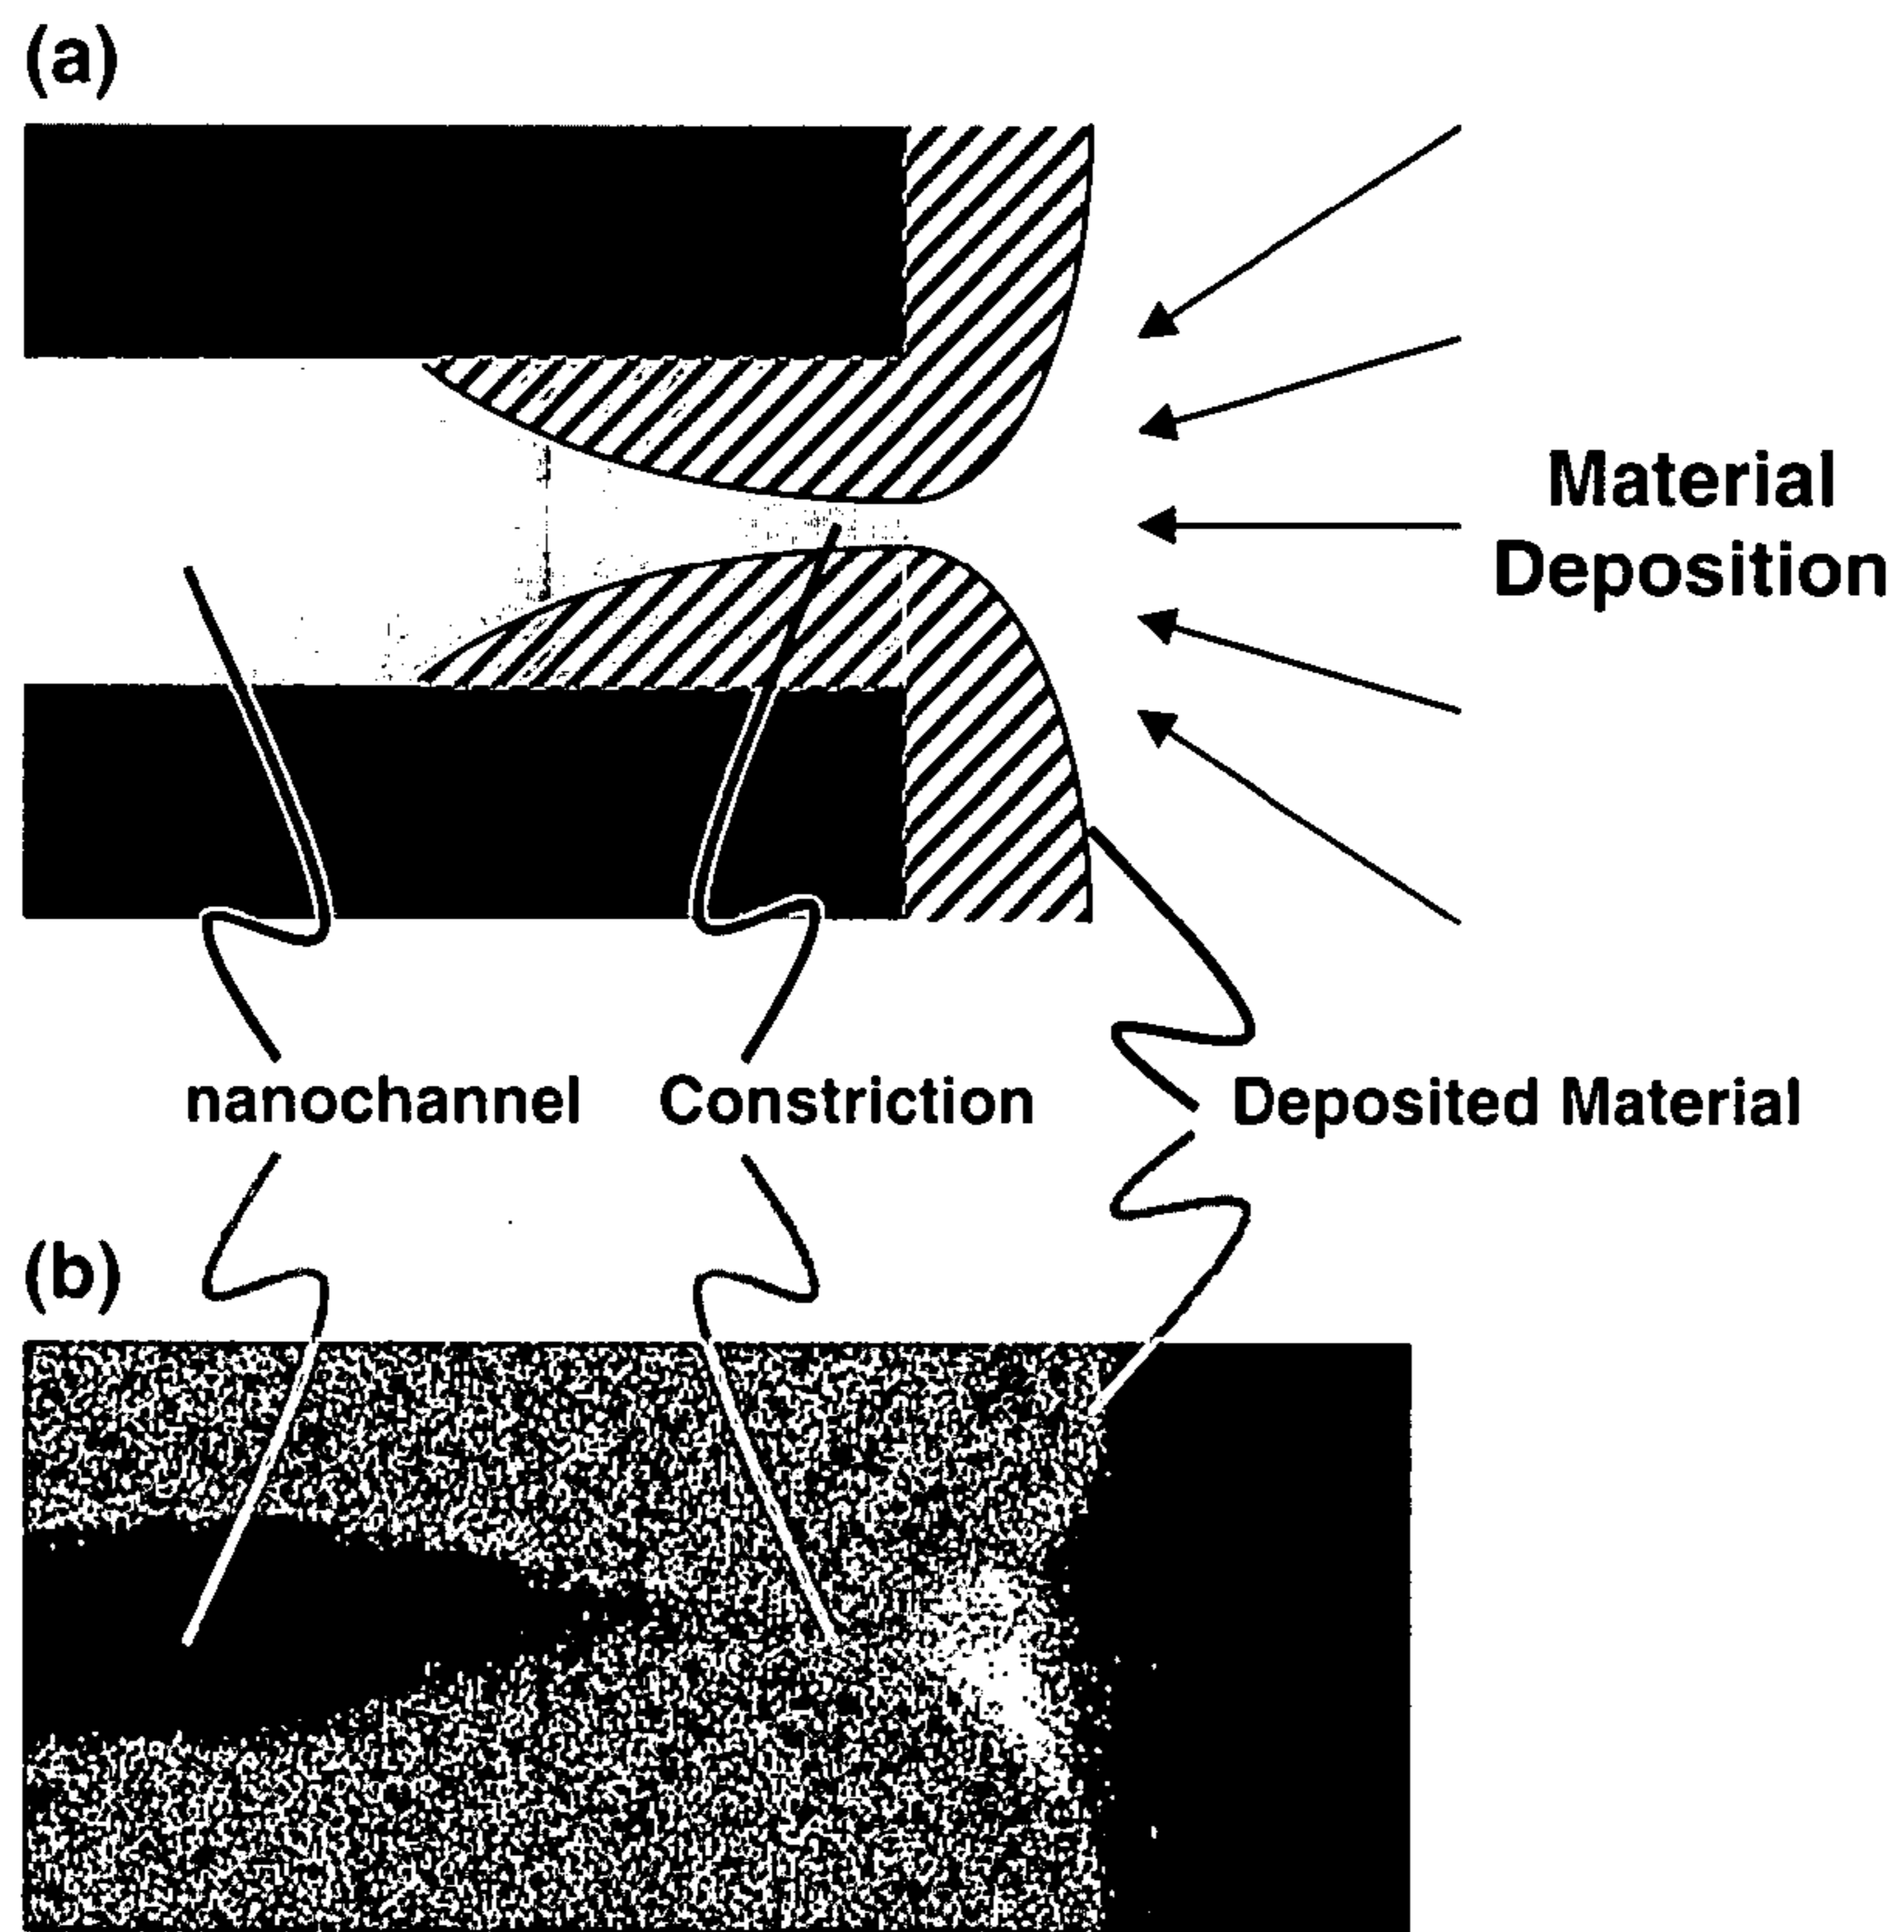 (a)
Material
Deposition
nanochannel Constriction Deposited Material
(b)